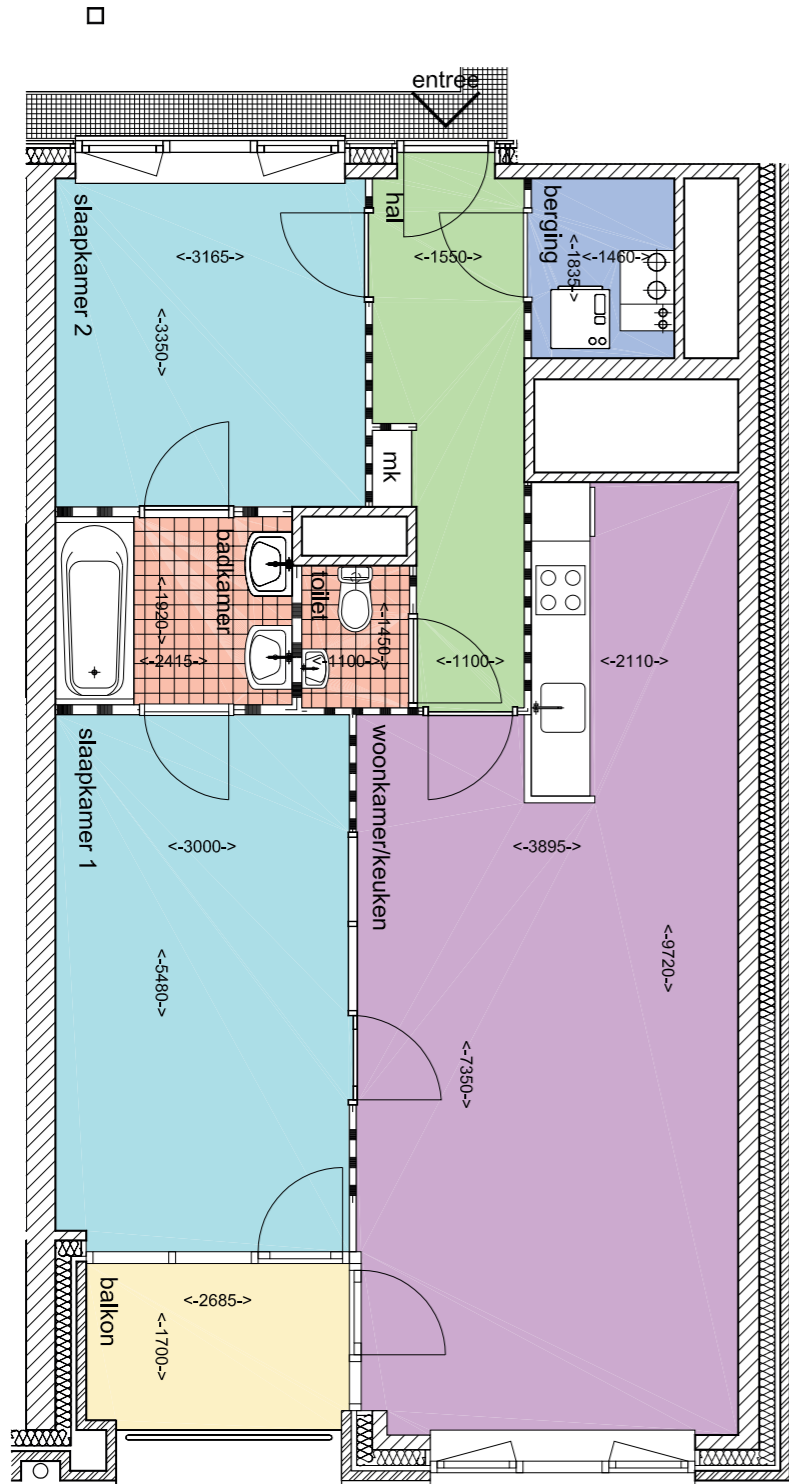 entree
slaapkamer 2
<-3165->
<-3350->
hal
<-1550->
berging
<-1835->
<-1460->
mk
badkamer
<-1920->
<-2415->
toilet
<-1450->
<-1100->
<-1100->
<-2110->
slaapkamer 1
<-3000->
<-5480->
woonkamer/keuken
<-3895->
<-9720->
<-7350->
balkon
<-2685->
<-1700->